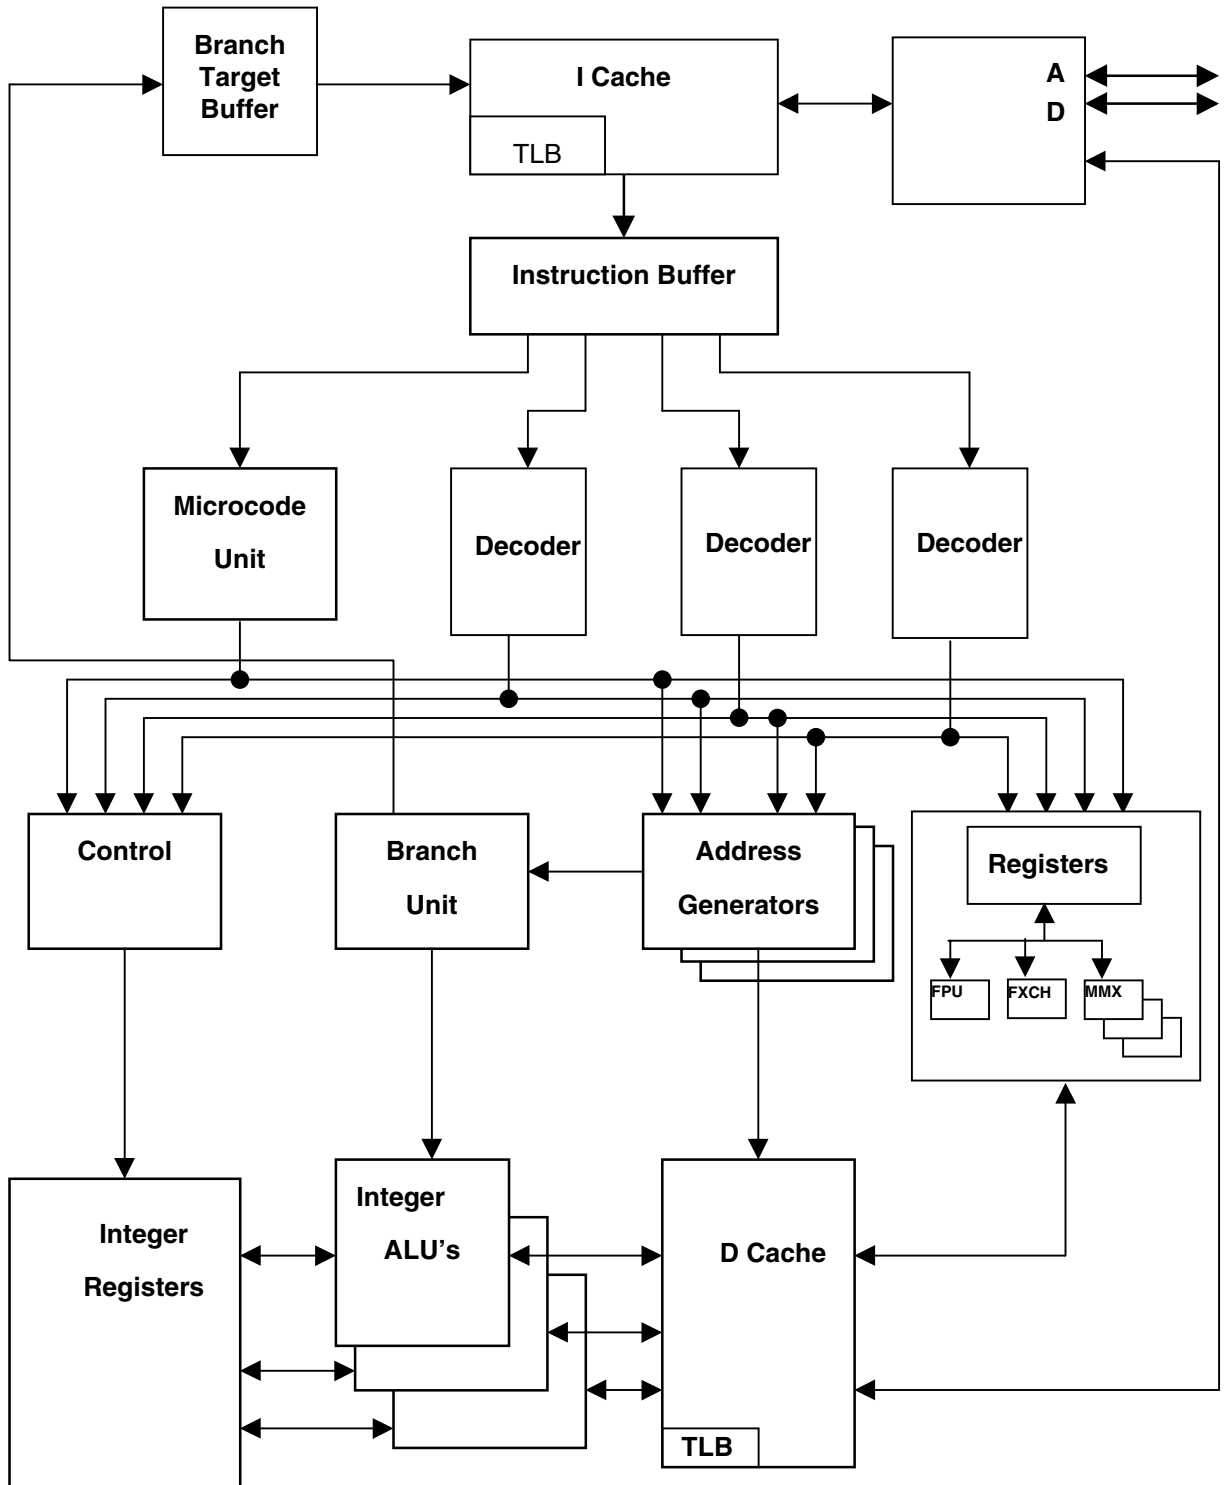 Branch
Target
Buffer
I Cache
TLB
A
D
Instruction Buffer
Microcode
Unit
Decoder
Decoder
Decoder
Control
Branch
Unit
Address
Generators
Registers
FPU
FXCH
MMX
Integer
Registers
Integer
ALU's
D Cache
TLB